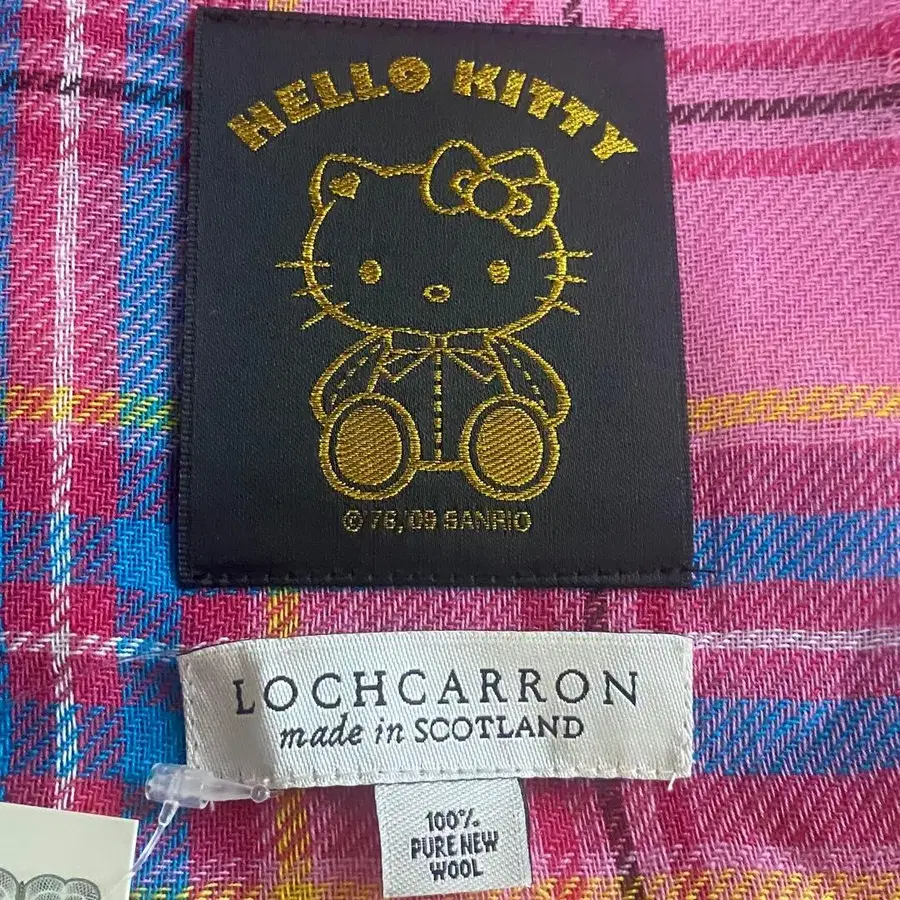 HELLO KITTY
©'76,'09 SANRIO
LOCHCARRON
made in SCOTLAND
100%
PURE NEW
WOOL